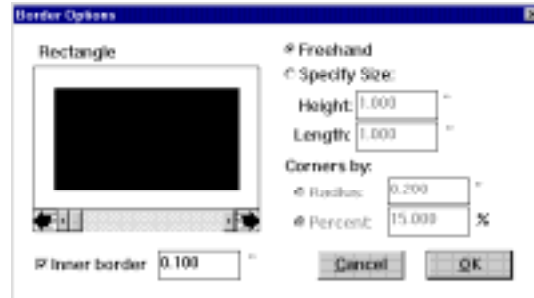 Border Options
Rectangle
Freehand
Specify Size:
Height: 1.000 "
Length: 1.000 "
Corners by:
Radius: 0.200 "
Percent: 15.000 %
Inner border 0.100 "
Cancel OK